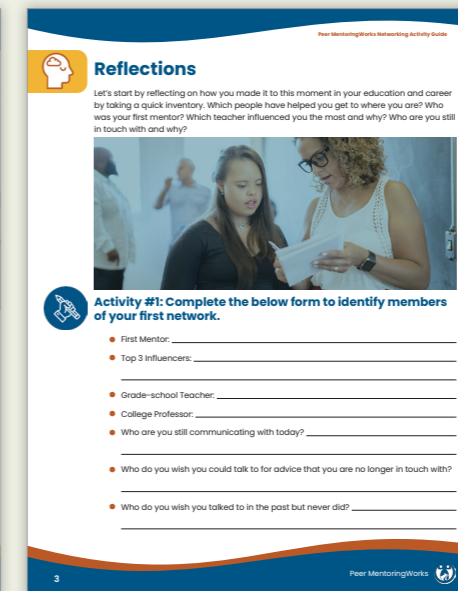 Peer MentoringWorks Networking Activity Guide
Reflections
Let's start by reflecting on how you made it to this moment in your education and career
by taking a quick inventory. Which people have helped you get to where you are? Who
was your first mentor? Which teacher influenced you the most and why? Who are you still
in touch with and why?
Activity #1: Complete the below form to identify members
of your first network.
First Mentor:
Top 3 Influencers:
Grade-school Teacher:
College Professor:
Who are you still communicating with today?
Who do you wish you could talk to for advice that you are no longer in touch with?
Who do you wish you talked to in the past but never did?
3
Peer MentoringWorks